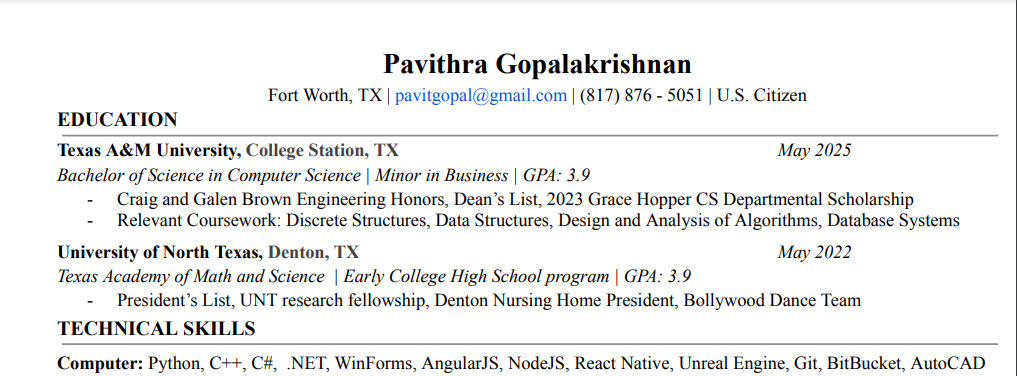 Pavithra Gopalakrishnan
Fort Worth, TX | pavitgopal@gmail.com | (817) 876 - 5051 | U.S. Citizen
EDUCATION
Texas A&M University, College Station, TX May 2025
Bachelor of Science in Computer Science | Minor in Business | GPA: 3.9
- Craig and Galen Brown Engineering Honors, Dean’s List, 2023 Grace Hopper CS Departmental Scholarship
- Relevant Coursework: Discrete Structures, Data Structures, Design and Analysis of Algorithms, Database Systems
University of North Texas, Denton, TX May 2022
Texas Academy of Math and Science | Early College High School program | GPA: 3.9
- President’s List, UNT research fellowship, Denton Nursing Home President, Bollywood Dance Team
TECHNICAL SKILLS
Computer: Python, C++, C#, .NET, WinForms, AngularJS, NodeJS, React Native, Unreal Engine, Git, BitBucket, AutoCAD